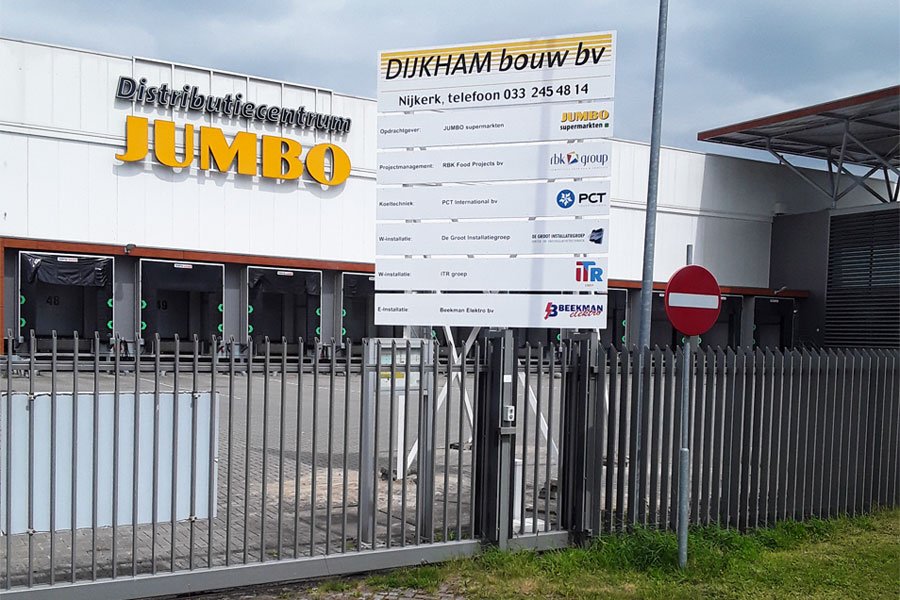 Distributiecentrum
JUMBO
DIJKHAM bouw bv
Nijkerk, telefoon 033 245 48 14
Opdrachtgever: JUMBO supermarkten JUMBO supermarkten
Projectmanagement: RBK Food Projects bv rbk group
Koeltechniek PCT International bv PCT
W-installatie: De Groot Installatiegroep DE GROOT INSTALLATIEGROEP
W-installatie: ITR groep ITR
E-Installatie: Beekman Elektro bv BEEKMAN elektro
48
49